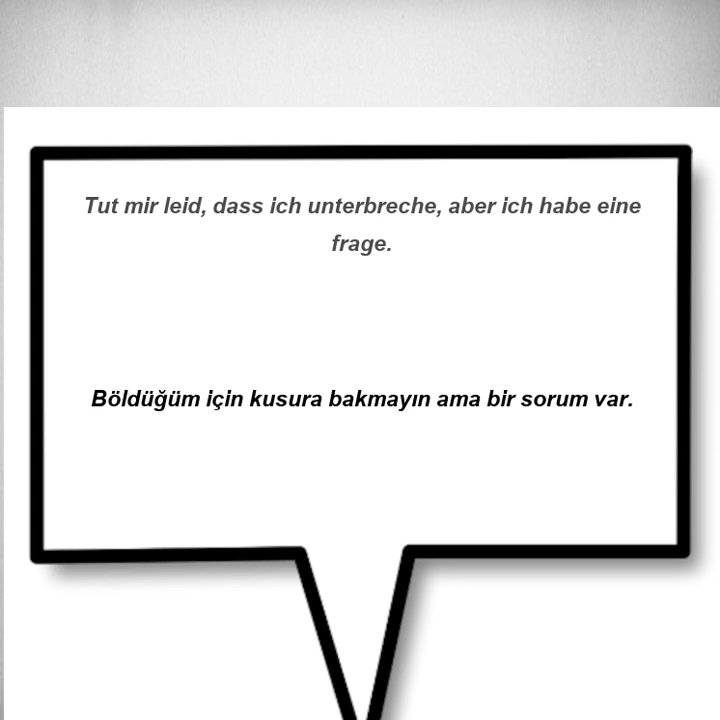 Tut mir leid, dass ich unterbreche, aber ich habe eine
frage.
Böldüğüm için kusura bakmayın ama bir sorum var.